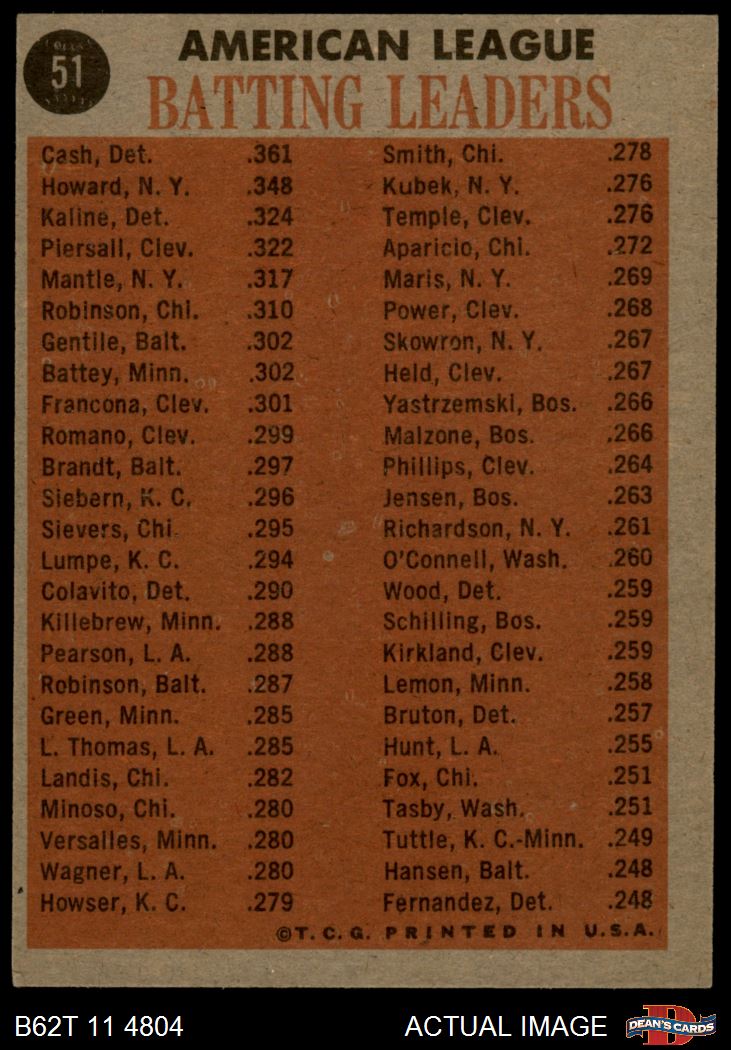 51
AMERICAN LEAGUE
BATTING LEADERS
Cash, Det. .361
Howard, N. Y. .348
Kaline, Det. .324
Piersall, Clev. .322
Mantle, N. Y. .317
Robinson, Chi. .310
Gentile, Balt. .302
Battey, Minn. .302
Francona, Clev. .301
Romano, Clev. .299
Brandt, Balt. .297
Siebern, K. C. .296
Sievers, Chi. .295
Lumpe, K. C. .294
Colavito, Det. .290
Killebrew, Minn. .288
Pearson, L. A. .288
Robinson, Balt. .287
Green, Minn. .285
L. Thomas, L. A. .285
Landis, Chi. .282
Minoso, Chi. .280
Versalles, Minn. .280
Wagner, L. A. .280
Howser, K. C. .279
Smith, Chi. .278
Kubek, N. Y. .276
Temple, Clev. .276
Aparicio, Chi. .272
Maris, N. Y. .269
Power, Clev. .268
Skowron, N. Y. .267
Held, Clev. .267
Yastrzemski, Bos. .266
Malzone, Bos. .266
Phillips, Clev. .264
Jensen, Bos. .263
Richardson, N. Y. .261
O'Connell, Wash. .260
Wood, Det. .259
Schilling, Bos. .259
Kirkland, Clev. .259
Lemon, Minn. .258
Bruton, Det. .257
Hunt, L. A. .255
Fox, Chi. .251
Tasby, Wash. .251
Tuttle, K. C.-Minn. .249
Hansen, Balt. .248
Fernandez, Det. .248
©T. C. G. PRINTED IN U.S.A.
B62T 11 4804
ACTUAL IMAGE
DEAN'S CARDS